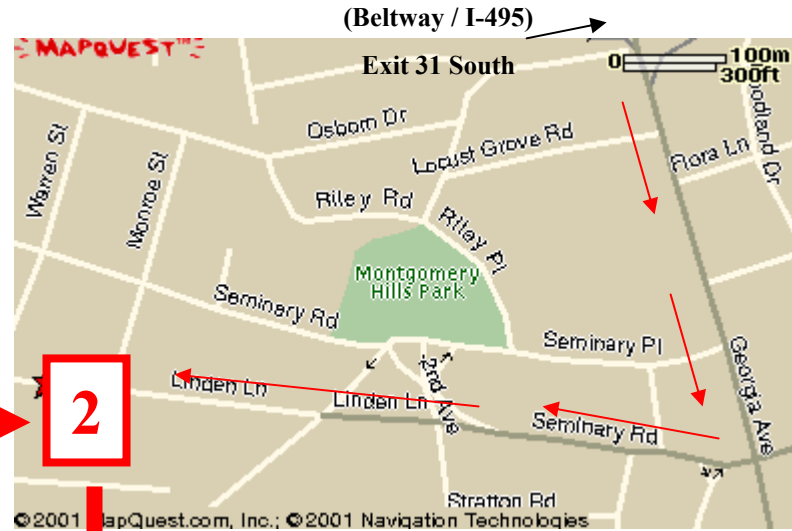 (Beltway / I-495)
MAPQUEST™
Exit 31 South
0 100m
300ft
Osborn Dr
Locust Grove Rd
Warren St
Monroe St
Flora Ln
Riley Rd
Riley Pl
Montgomery
Hills Park
Seminary Rd
Seminary Pl
Georgia Ave
2nd Ave
Linden Ln
Linden Ln
Seminary Rd
2
Stratton Rd
©2001 MapQuest.com, Inc.; ©2001 Navigation Technologies